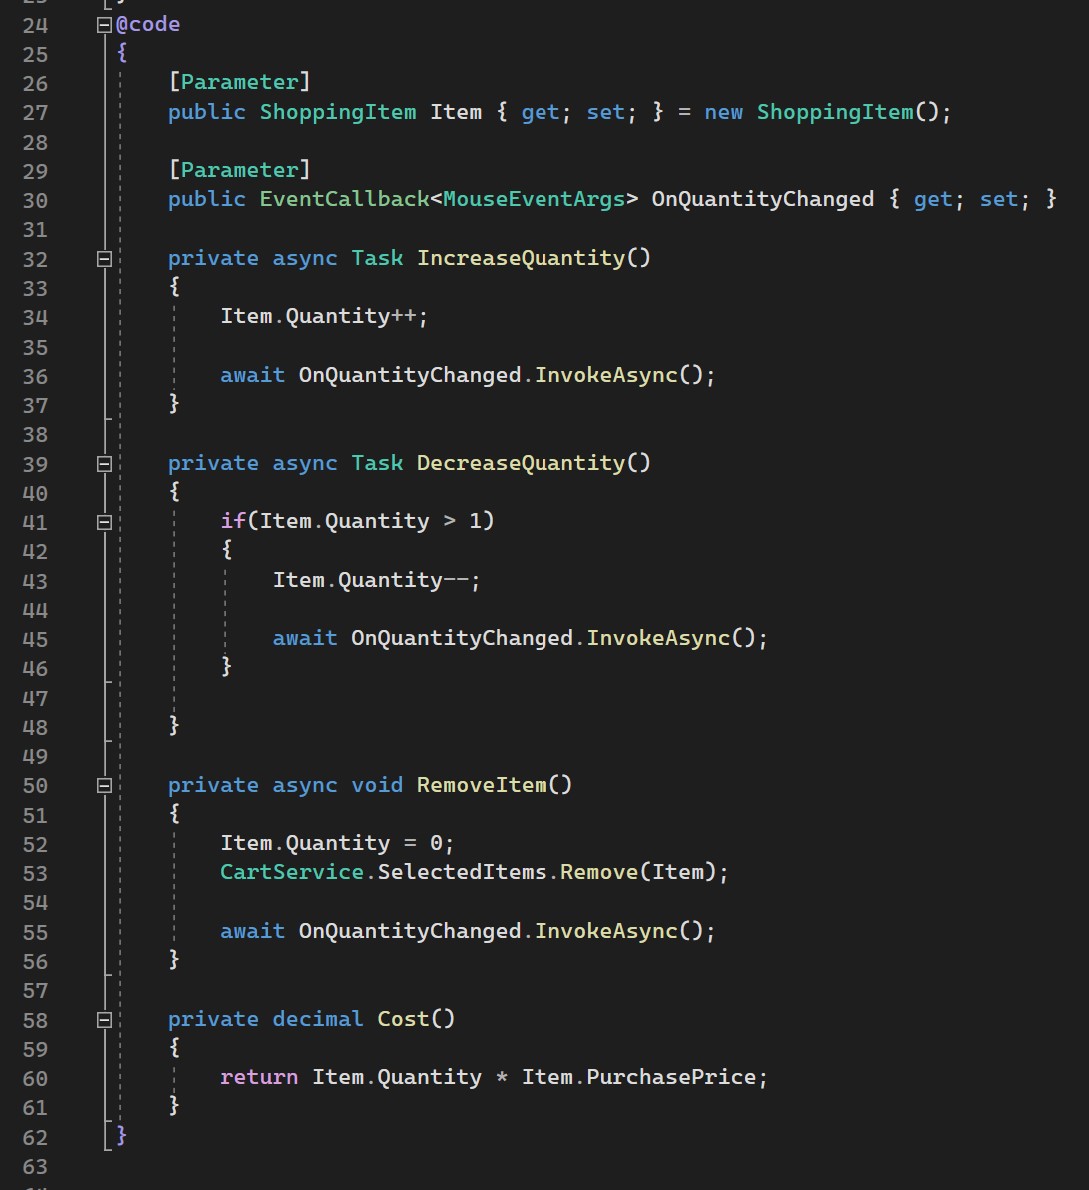 24 @code
25 {
26 [Parameter]
27 public ShoppingItem Item { get; set; } = new ShoppingItem();
28
29 [Parameter]
30 public EventCallback<MouseEventArgs> OnQuantityChanged { get; set; }
31
32 private async Task IncreaseQuantity()
33 {
34 Item.Quantity++;
35
36 await OnQuantityChanged.InvokeAsync();
37 }
38
39 private async Task DecreaseQuantity()
40 {
41 if(Item.Quantity > 1)
42 {
43 Item.Quantity--;
44
45 await OnQuantityChanged.InvokeAsync();
46 }
47
48 }
49
50 private async void RemoveItem()
51 {
52 Item.Quantity = 0;
53 CartService.SelectedItems.Remove(Item);
54
55 await OnQuantityChanged.InvokeAsync();
56 }
57
58 private decimal Cost()
59 {
60 return Item.Quantity * Item.PurchasePrice;
61 }
62 }
63